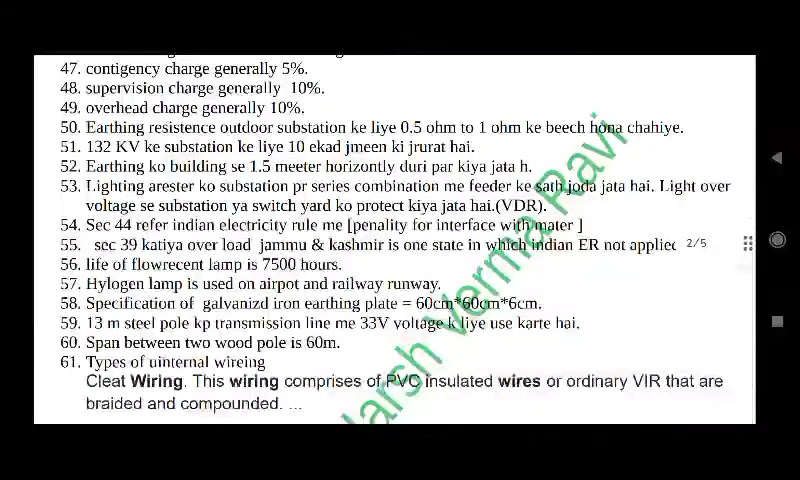 47. contigency charge generally 5%.
48. supervision charge generally 10%.
49. overhead charge generally 10%.
50. Earthing resistence outdoor substation ke liye 0.5 ohm to 1 ohm ke beech hona chahiye.
51. 132 KV ke substation ke liye 10 ekad jmeen ki jrurat hai.
52. Earthing ko building se 1.5 meeter horizontly duri par kiya jata h.
53. Lighting arester ko substation pr series combination me feeder ke sath joda jata hai. Light over
voltage se substation ya switch yard ko protect kiya jata hai.(VDR).
54. Sec 44 refer indian electricity rule me [penality for interface with mater ]
55. sec 39 katiya over load jammu & kashmir is one state in which indian ER not applied 2/5
56. life of flowrecent lamp is 7500 hours.
57. Hylogen lamp is used on airpot and railway runway.
58. Specification of galvanizd iron earthing plate = 60cm*60cm*6cm.
59. 13 m steel pole kp transmission line me 33V voltage k liye use karte hai.
60. Span between two wood pole is 60m.
61. Types of uinternal wireing
Cleat Wiring. This wiring comprises of PVC insulated wires or ordinary VIR that are
braided and compounded. ...
arsh Verma Ravi